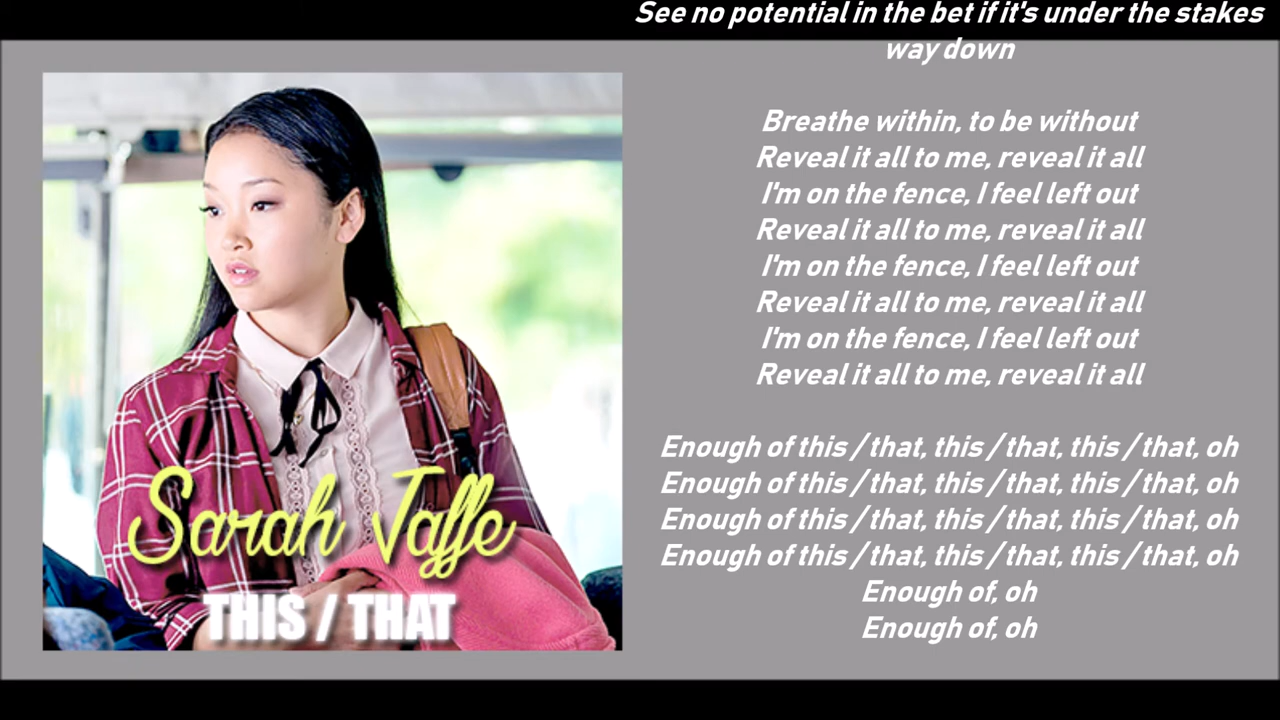 See no potential in the bet if it's under the stakes
way down
Breathe within, to be without
Reveal it all to me, reveal it all
I'm on the fence, I feel left out
Reveal it all to me, reveal it all
I'm on the fence, I feel left out
Reveal it all to me, reveal it all
I'm on the fence, I feel left out
Reveal it all to me, reveal it all
Enough of this / that, this / that, this / that, oh
Enough of this / that, this / that, this / that, oh
Enough of this / that, this / that, this / that, oh
Enough of this / that, this / that, this / that, oh
Enough of, oh
Enough of, oh
Sarah Jaffe
THIS / THAT